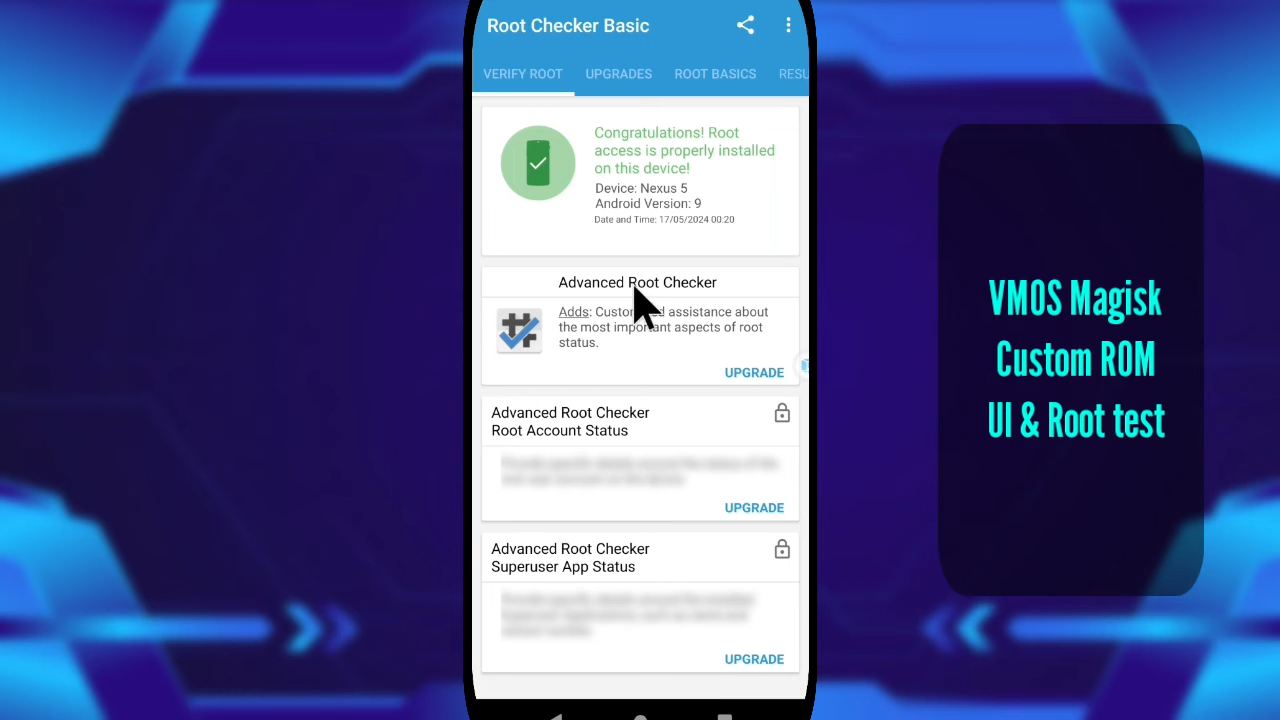 Root Checker Basic
VERIFY ROOT UPGRADES ROOT BASICS RESU
Congratulations! Root
access is properly installed
on this device!
Device: Nexus 5
Android Version: 9
Date and Time: 17/05/2024 00:20
Advanced Root Checker
Adds: assistance about
the most important aspects of root
status.
UPGRADE
Advanced Root Checker
Root Account Status
UPGRADE
Advanced Root Checker
Superuser App Status
UPGRADE
VMOS Magisk
Custom ROM
UI & Root test